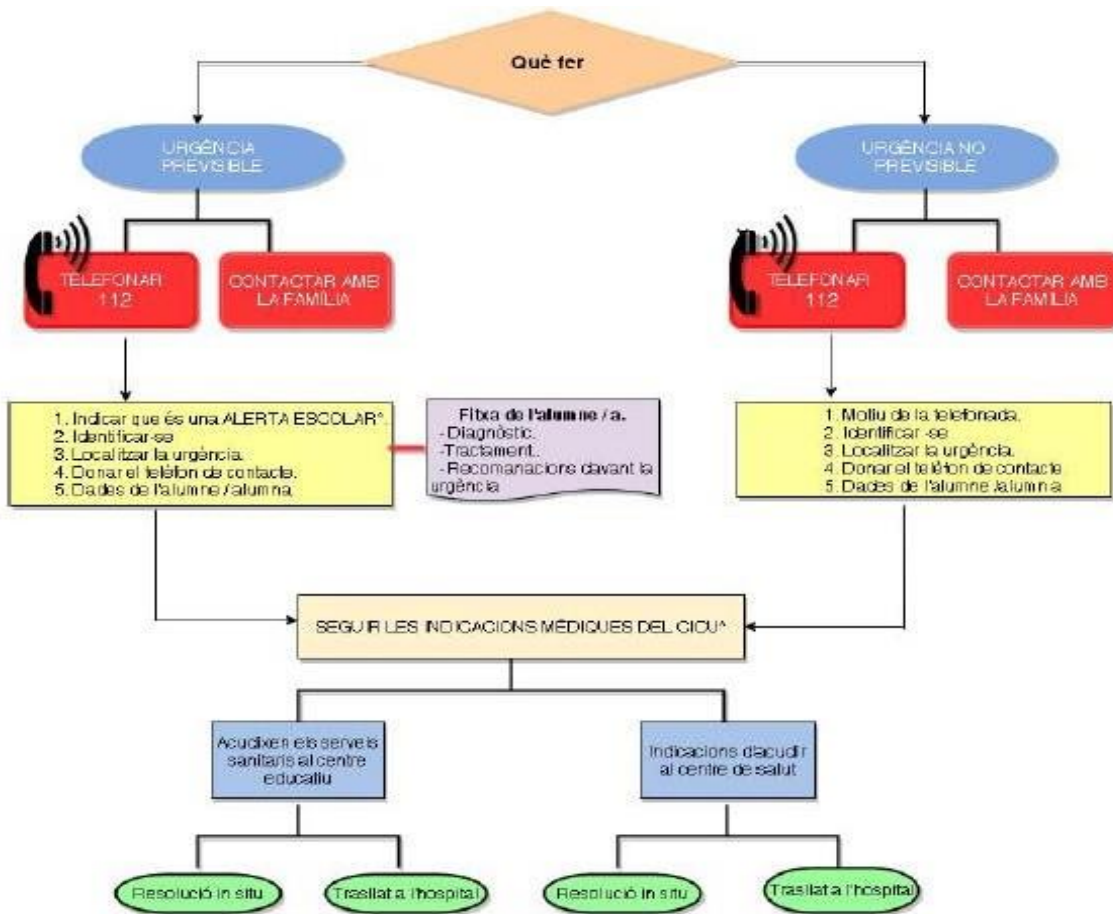 Què fer
URGÈNCIA
PREVISIBLE
URGÈNCIA NO
PREVISIBLE
TELEFONAR
112
CONTACTAR AMB
LA FAMÍLIA
TELEFONAR
112
CONTACTAR AMB
LA FAMÍLIA
1. Indicar que és una ALERTA ESCOLAR*.
2. Identificar-se
3. Localitzar la urgència.
4. Donar el telèfon de contacte.
5. Dades de l'alumne / alumna
Fitxa de l'alumne / a.
- Diagnòstic.
- Tractament.
- Recomanacions davant la
urgència
1. Motiu de la telefonada.
2. Identificar -se
3. Localitzar la urgència.
4. Donar el telèfon de contacte
5. Dades de l'alumne /alumna
SEGUIR LES INDICACIONS MÈDIQUES DEL CICU*
Acudixen els serveis
sanitaris al centre
educatiu
Indicacions d'acudir
al centre de salut
Resolució in situ
Trasllat a l'hospital
Resolució in situ
Trasllat a l'hospital